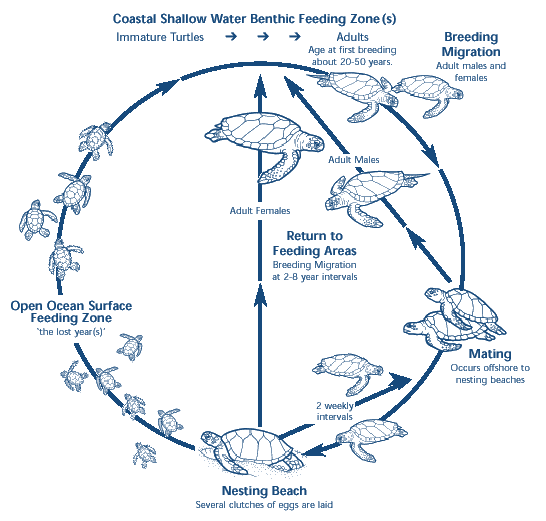 Coastal Shallow Water Benthic Feeding Zone(s)
Immature Turtles → → → Adults
Age at first breeding
about 20-50 years.
Breeding
Migration
Adult males and
females
Adult Males
Adult Females
Return to
Feeding Areas
Breeding Migration
at 2-8 year intervals
Open Ocean Surface
Feeding Zone
'the lost year(s)'
Mating
Occurs offshore to
nesting beaches
2 weekly
intervals
Nesting Beach
Several clutches of eggs are laid